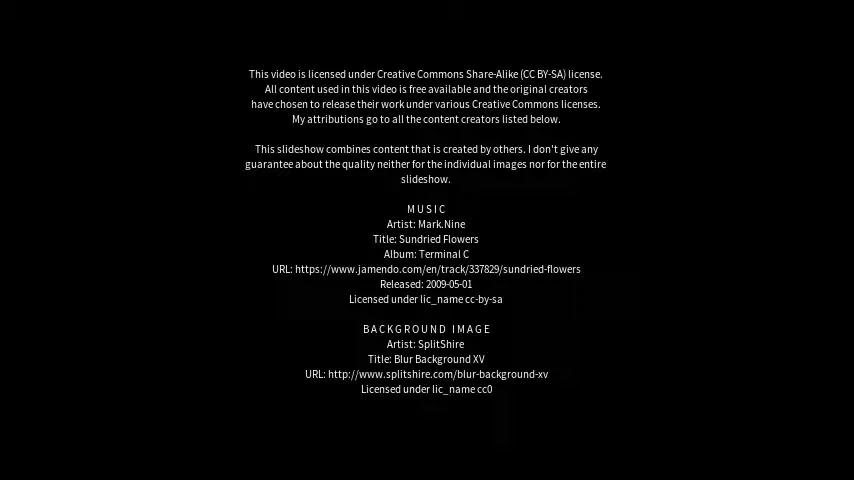 This video is licensed under Creative Commons Share-Alike (CC BY-SA) license.
All content used in this video is free available and the original creators
have chosen to release their work under various Creative Commons licenses.
My attributions go to all the content creators listed below.
This slideshow combines content that is created by others. I don't give any
guarantee about the quality neither for the individual images nor for the entire
slideshow.
MUSIC
Artist: Mark.Nine
Title: Sundried Flowers
Album: Terminal C
URL: https://www.jamendo.com/en/track/337829/sundried-flowers
Released: 2009-05-01
Licensed under lic_name cc-by-sa
BACKGROUND IMAGE
Artist: SplitShire
Title: Blur Background XV
URL: http://www.splitshire.com/blur-background-xv
Licensed under lic_name cc0